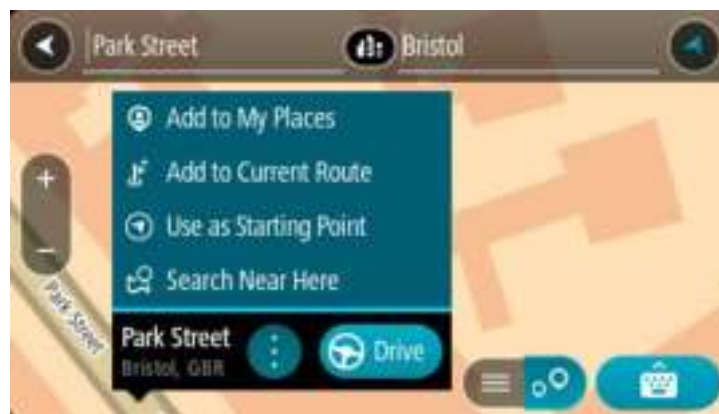 Park Street
Bristol
Add to My Places
Add to Current Route
Use as Starting Point
Search Near Here
Park Street
Park Street
Bristol, GBR
Drive